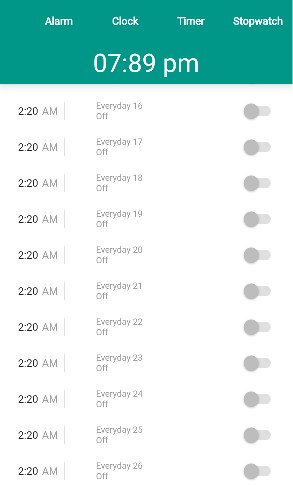 Alarm Clock Timer Stopwatch
07:89 pm
2:20 AM Everyday 16
Off
2:20 AM Everyday 17
Off
2:20 AM Everyday 18
Off
2:20 AM Everyday 19
Off
2:20 AM Everyday 20
Off
2:20 AM Everyday 21
Off
2:20 AM Everyday 22
Off
2:20 AM Everyday 23
Off
2:20 AM Everyday 24
Off
2:20 AM Everyday 25
Off
2:20 AM Everyday 26
Off